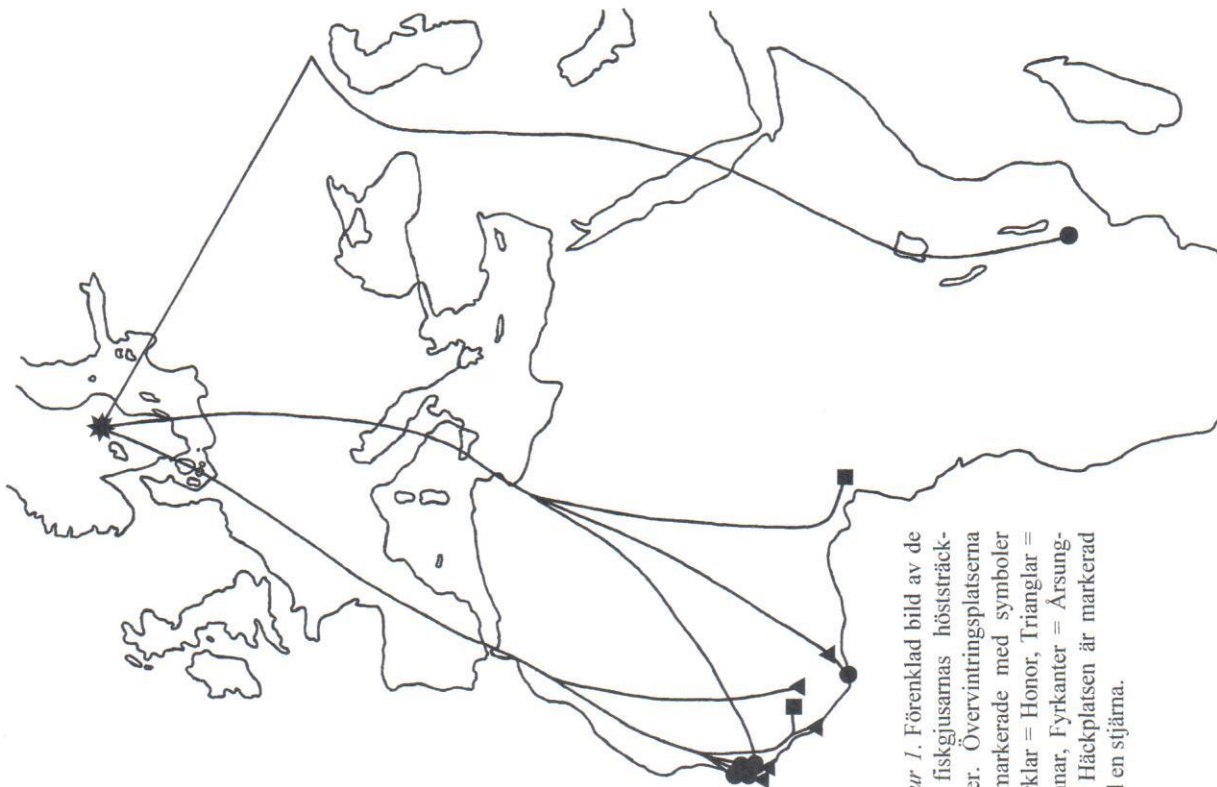 ur 1. Förenklad bild av de
fiskgjusarnas höststräck-
er. Övervintringsplatserna
markerade med symboler
klar = Honor, Trianglar =
nar, Fyrkanter = Årsung-
Häckplatsen är markerad
d en stjärna.